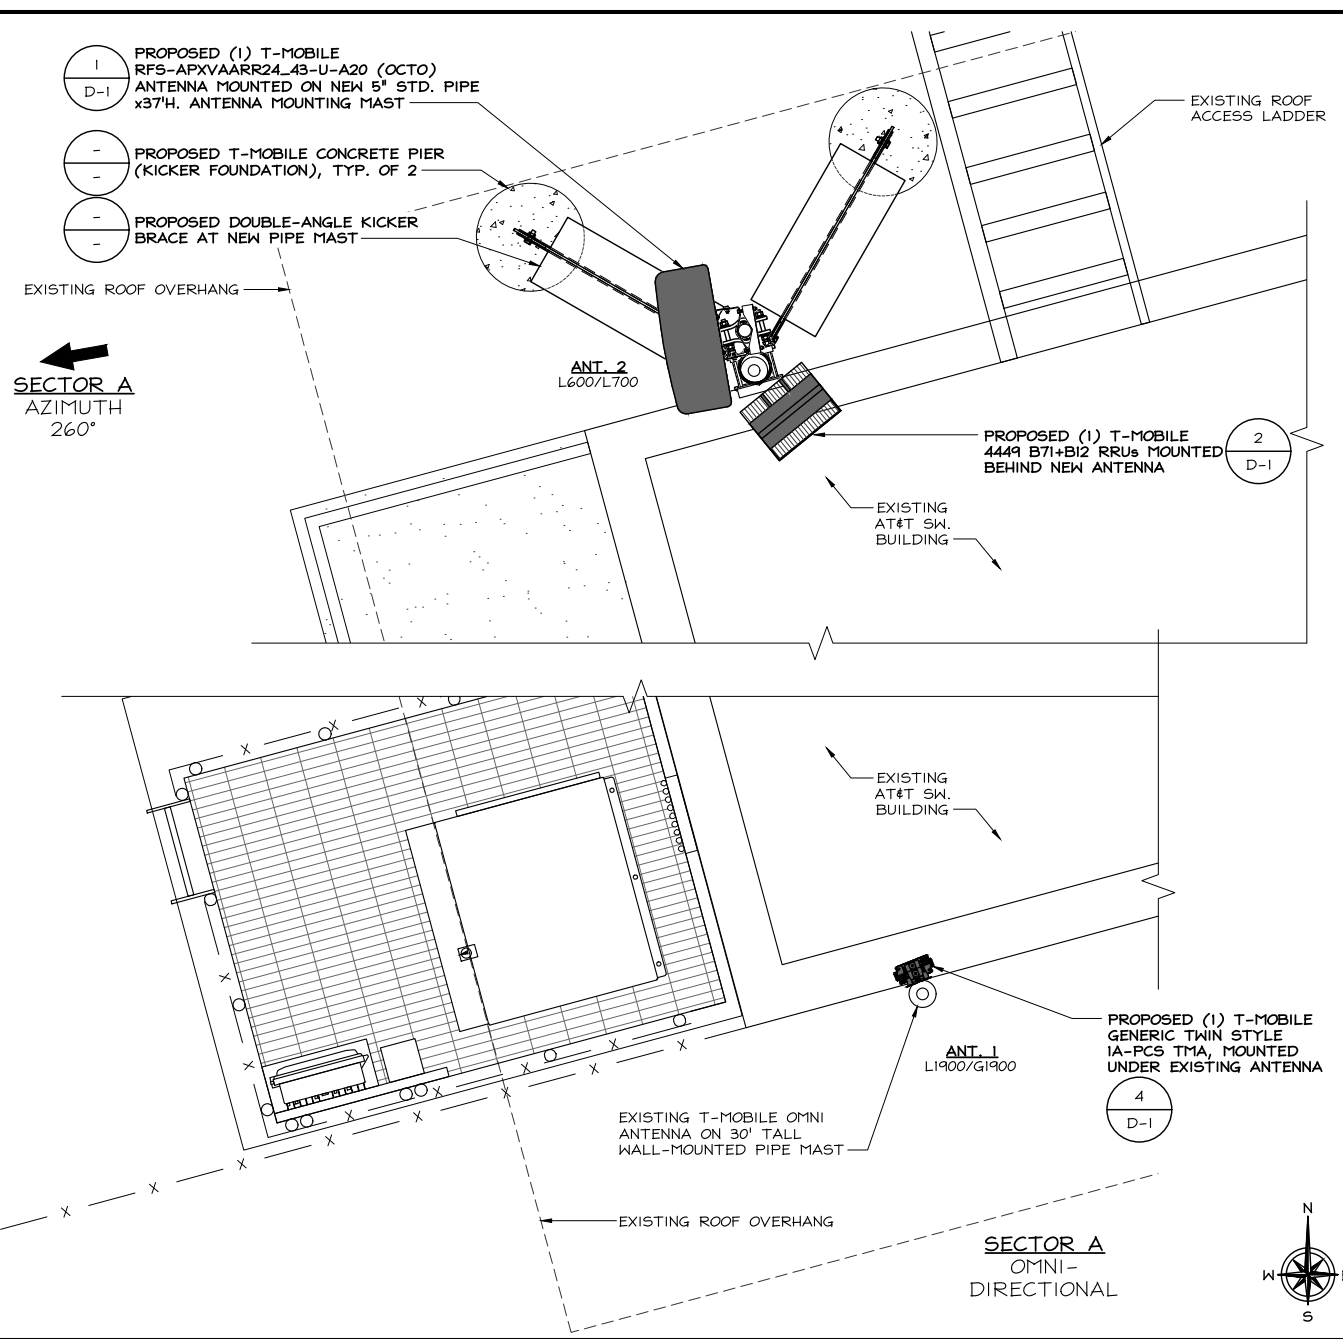 1
D-1
PROPOSED (1) T-MOBILE
RFS-APXVAARR24_43-U-A20 (OCTO)
ANTENNA MOUNTED ON NEW 5" STD. PIPE
x37'H. ANTENNA MOUNTING MAST
-
-
PROPOSED T-MOBILE CONCRETE PIER
(KICKER FOUNDATION), TYP. OF 2
-
-
PROPOSED DOUBLE-ANGLE KICKER
BRACE AT NEW PIPE MAST
EXISTING ROOF OVERHANG
EXISTING ROOF
ACCESS LADDER
SECTOR A
AZIMUTH
260°
ANT. 2
L600/L700
PROPOSED (1) T-MOBILE
4449 B71+B12 RRUs MOUNTED
BEHIND NEW ANTENNA
2
D-1
EXISTING
AT&T SW.
BUILDING
X
X
X
EXISTING
AT&T SW.
BUILDING
X
X
X
PROPOSED (1) T-MOBILE
GENERIC TWIN STYLE
1A-PCS TMA, MOUNTED
UNDER EXISTING ANTENNA
4
D-1
ANT. 1
L1900/G1900
X
X
X
X
X
X
X
X
X
X
X
EXISTING T-MOBILE OMNI
ANTENNA ON 30' TALL
WALL-MOUNTED PIPE MAST
EXISTING ROOF OVERHANG
SECTOR A
OMNI-
DIRECTIONAL
N
W
S